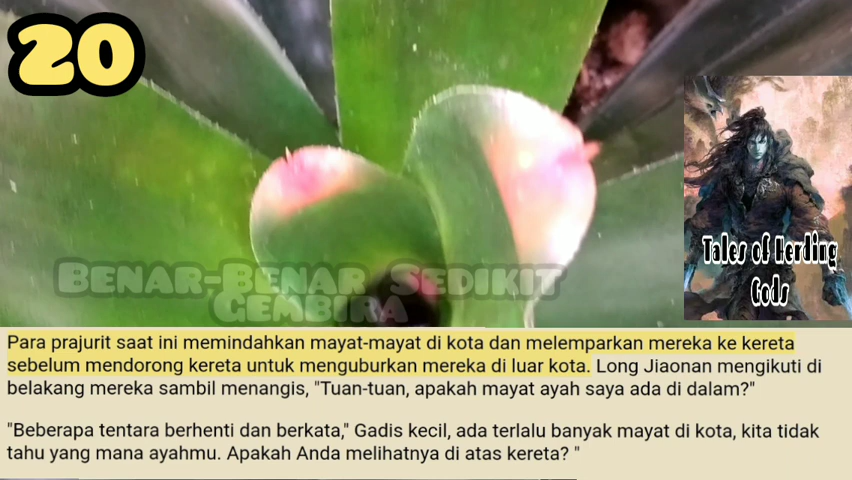 20
Tales of Herding
Gods
Benar-Benar Sedikit
Gembira
Para prajurit saat ini memindahkan mayat-mayat di kota dan melemparkan mereka ke kereta
sebelum mendorong kereta untuk menguburkan mereka di luar kota. Long Jiaonan mengikuti di
belakang mereka sambil menangis, "Tuan-tuan, apakah mayat ayah saya ada di dalam?"
"Beberapa tentara berhenti dan berkata," Gadis kecil, ada terlalu banyak mayat di kota, kita tidak
tahu yang mana ayahmu. Apakah Anda melihatnya di atas kereta? "